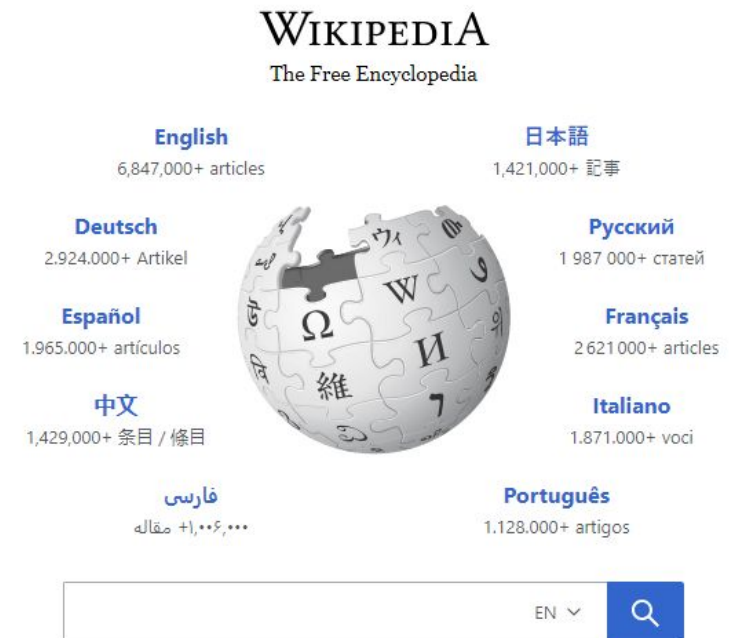 WIKIPEDIA
The Free Encyclopedia
English
6,847,000+ articles
日本語
1,421,000+ 記事
Deutsch
2.924.000+ Artikel
Русский
1 987 000+ статей
Español
1.965.000+ artículos
Français
2 621 000+ articles
中文
1,429,000+ 条目 / 條目
Italiano
1.871.000+ voci
فارسی
۱٬۰۰۶٬۰۰۰+ مقاله
Português
1.128.000+ artigos
ウィ
W
Ω
И
維
EN